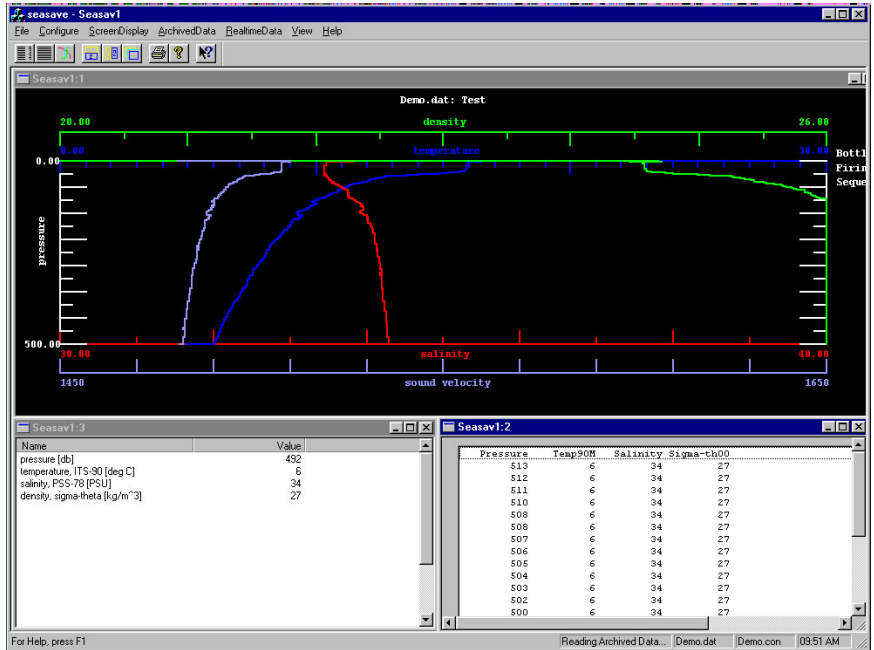 seasave - Seasav1
File Configure ScreenDisplay ArchivedData RealtimeData View Help
Seasav1:1
Demo.dat: Test
20.00 density 26.00
0.00 temperature 30.00
0.00
Bottl
Firin
Seque
pressure
500.00
30.00 salinity 40.00
1450 sound velocity 1650
Seasav1:3
Name Value
pressure [db] 492
temperature, ITS-90 [deg C] 6
salinity, PSS-78 [PSU] 34
density, sigma-theta [kg/m^3] 27
Seasav1:2
Pressure Temp90M Salinity Sigma-th00
513 6 34 27
512 6 34 27
511 6 34 27
510 6 34 27
508 6 34 27
508 6 34 27
507 6 34 27
506 6 34 27
505 6 34 27
504 6 34 27
503 6 34 27
502 6 34 27
500 6 34 27
For Help, press F1
Reading Archived Data... Demo.dat Demo.con 09:51 AM